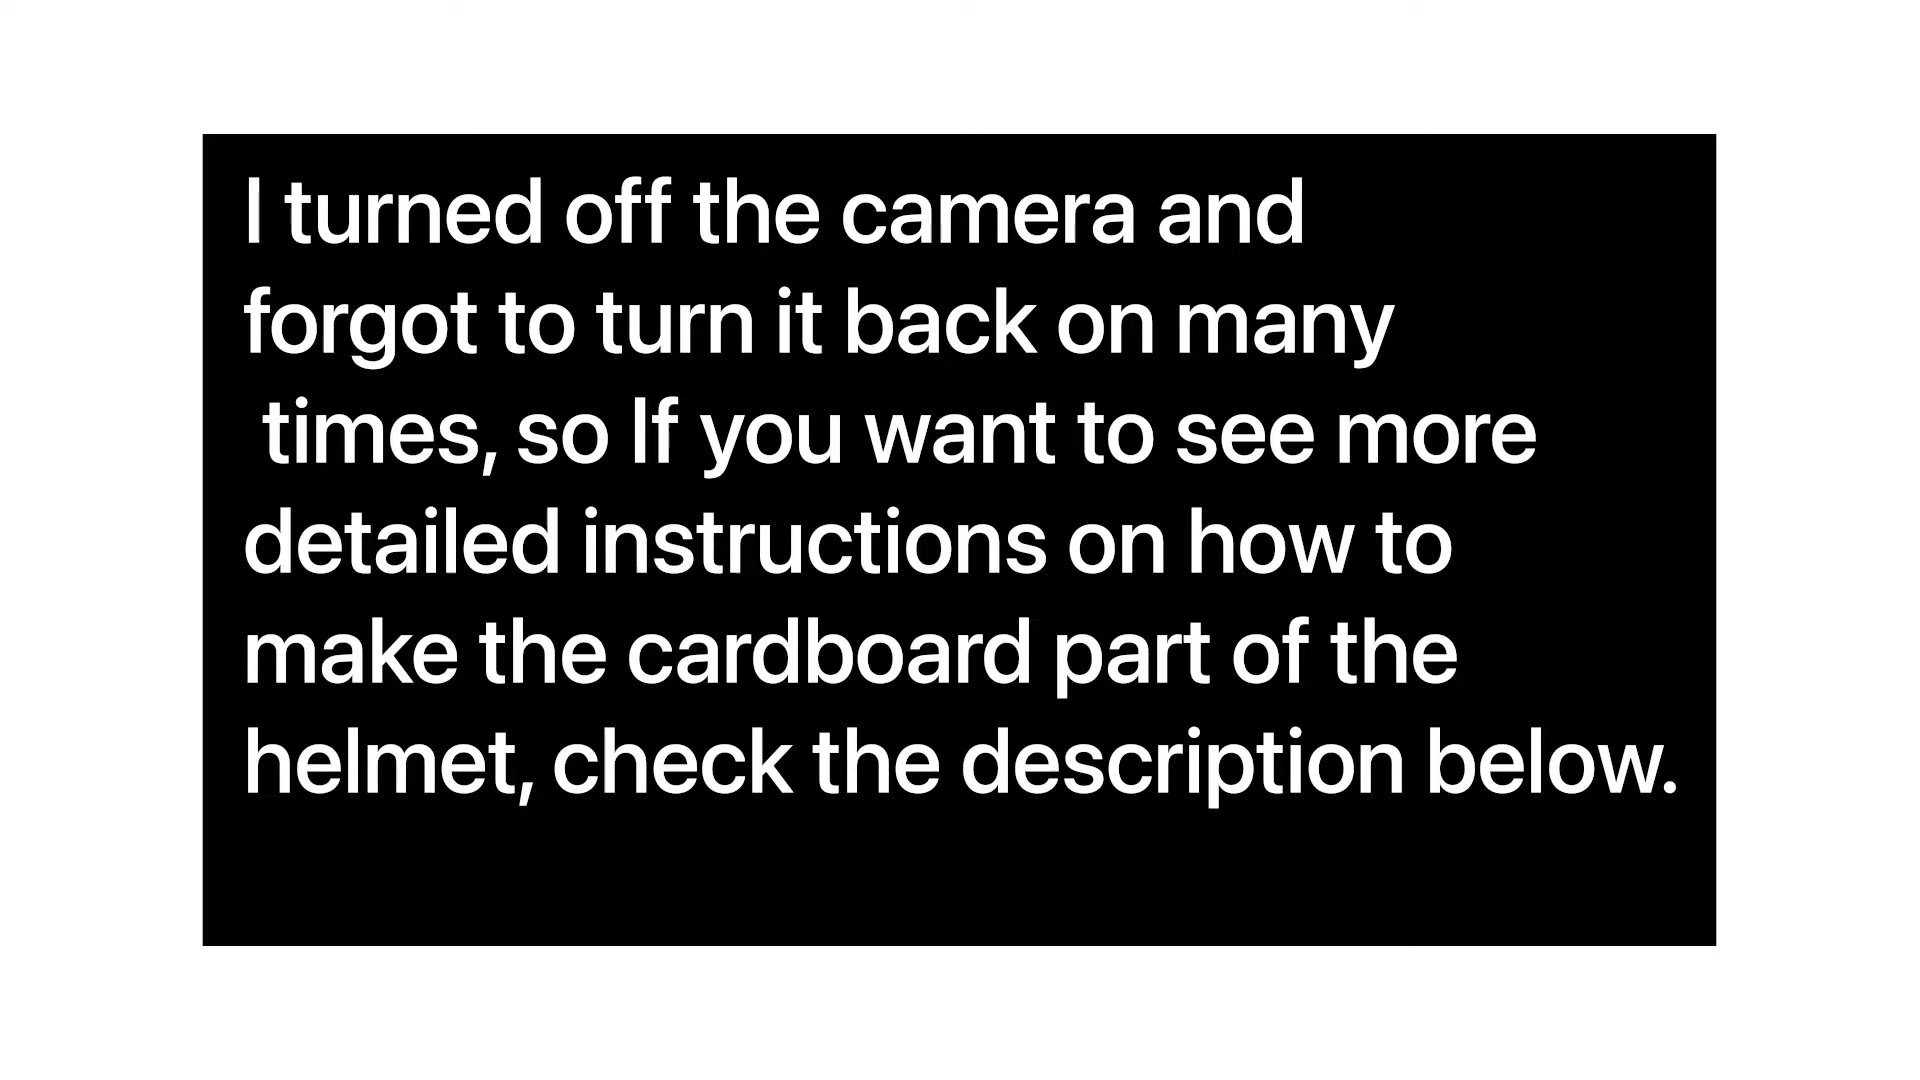 I turned off the camera and
forgot to turn it back on many
times, so If you want to see more
detailed instructions on how to
make the cardboard part of the
helmet, check the description below.